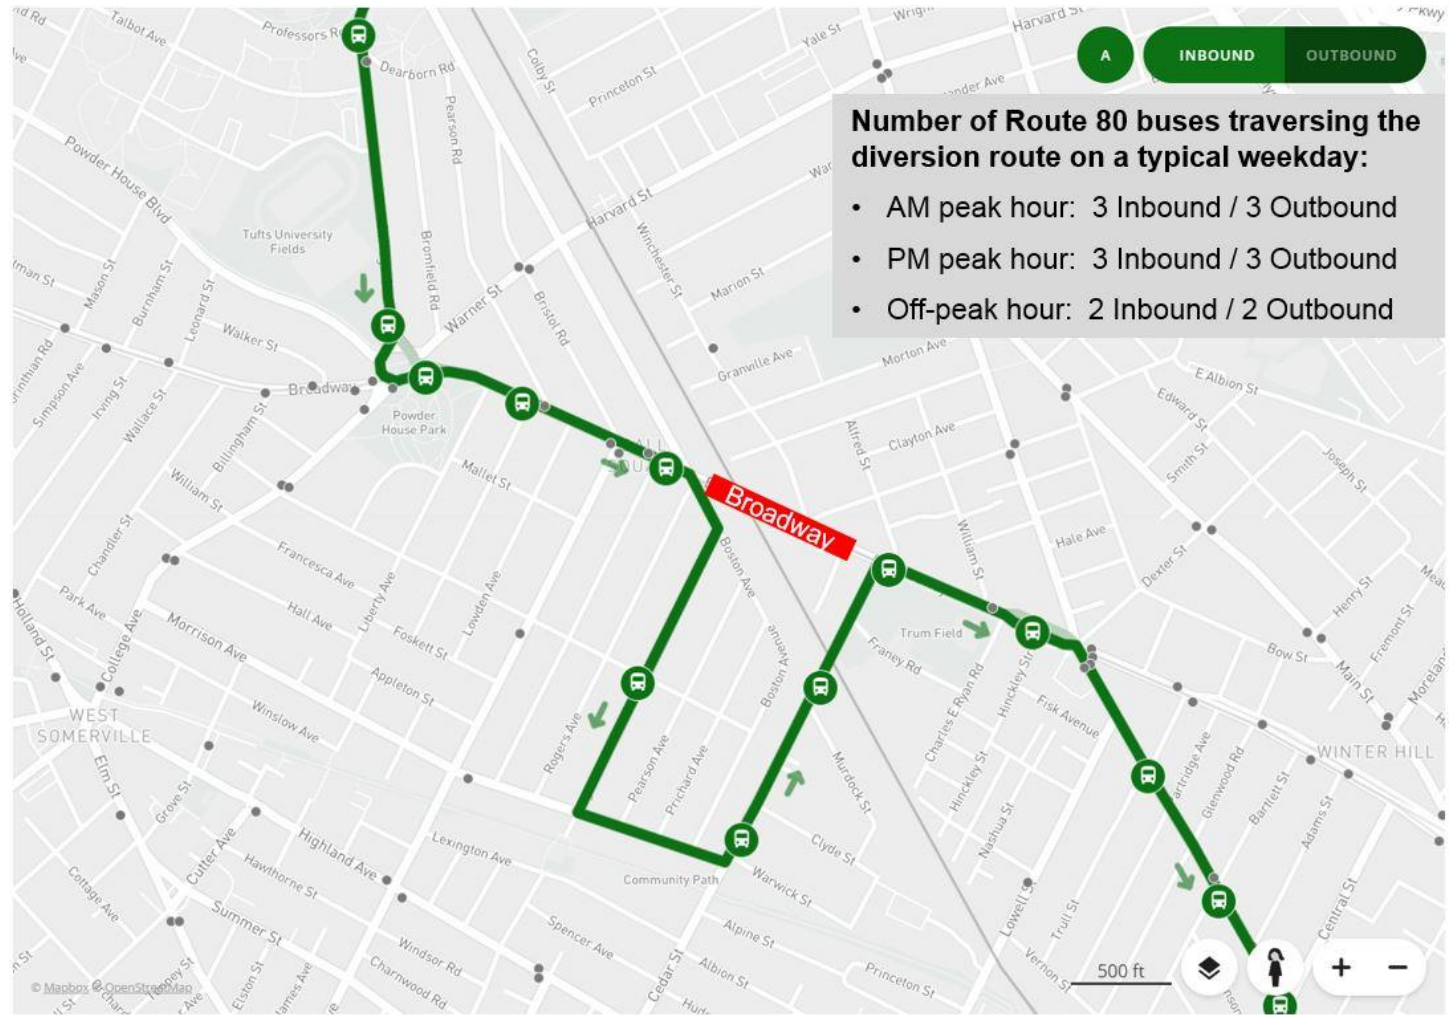 Talbot Ave
Professors R
Dearborn Rd
Colby St
Yale St
Harvard St
A
INBOUND
OUTBOUND
Princeton St
Pearson Rd
Number of Route 80 buses traversing the
diversion route on a typical weekday:
• AM peak hour: 3 Inbound / 3 Outbound
• PM peak hour: 3 Inbound / 3 Outbound
• Off-peak hour: 2 Inbound / 2 Outbound
Powder House Blvd
Harvard St
Tufts University
Fields
Bromfield Rd
Winchester St
Marion St
Mason St
Burnham St
Leonard St
Walker St
Warner St
Bristol Rd
Granville Ave
Morton Ave
E Albion St
Simpson Ave
Irving St
Wallace St
Broadway
Billingham St
Powder
House Park
Alfred St
Clayton Ave
Edward St
Smith St
Joseph St
Mallet St
William St
Broadway
William St
Hale Ave
Dexter St
Chandler St
Francesca Ave
Liberty Ave
Lowden Ave
Boston Ave
Henry St
Park Ave
Hall Ave
Foskett St
Holland St
College Ave
Morrison Ave
Trum Field
Franey Rd
Charles E Ryan Rd
Hinckley Str
Bow St
Main St
Fremont St
Appleton St
Boston Avenue
Fisk Avenue
WEST
SOMERVILLE
Winslow Ave
Rogers Ave
Pearson Ave
Prichard Ave
Murdock St
Hinckley St
artridge Ave
Glenwood Rd
Bartlett St
WINTER HILL
Elm St
Grove St
Cutter Ave
Highland Ave
Lexington Ave
Clyde St
Nashua St
Adams St
Hawthorne St
Community Path
Warwick St
Cottage Ave
Summer St
Spencer Ave
Alpine St
Lowell S
Trull St
Central St
Windsor Rd
Charnwood Rd
Cedar St
Albion St
Princeton St
Vernon St
Elston St
500 ft
+
−
© Mapbox © OpenStreetMap